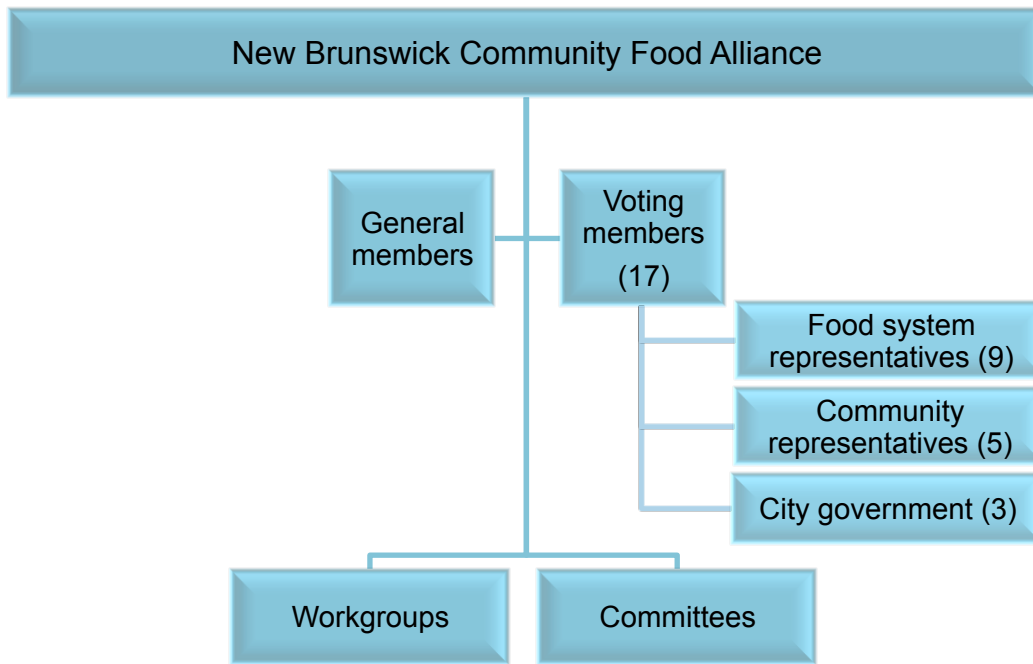 New Brunswick Community Food Alliance
General
members
Voting
members
(17)
Food system
representatives (9)
Community
representatives (5)
City government (3)
Workgroups
Committees